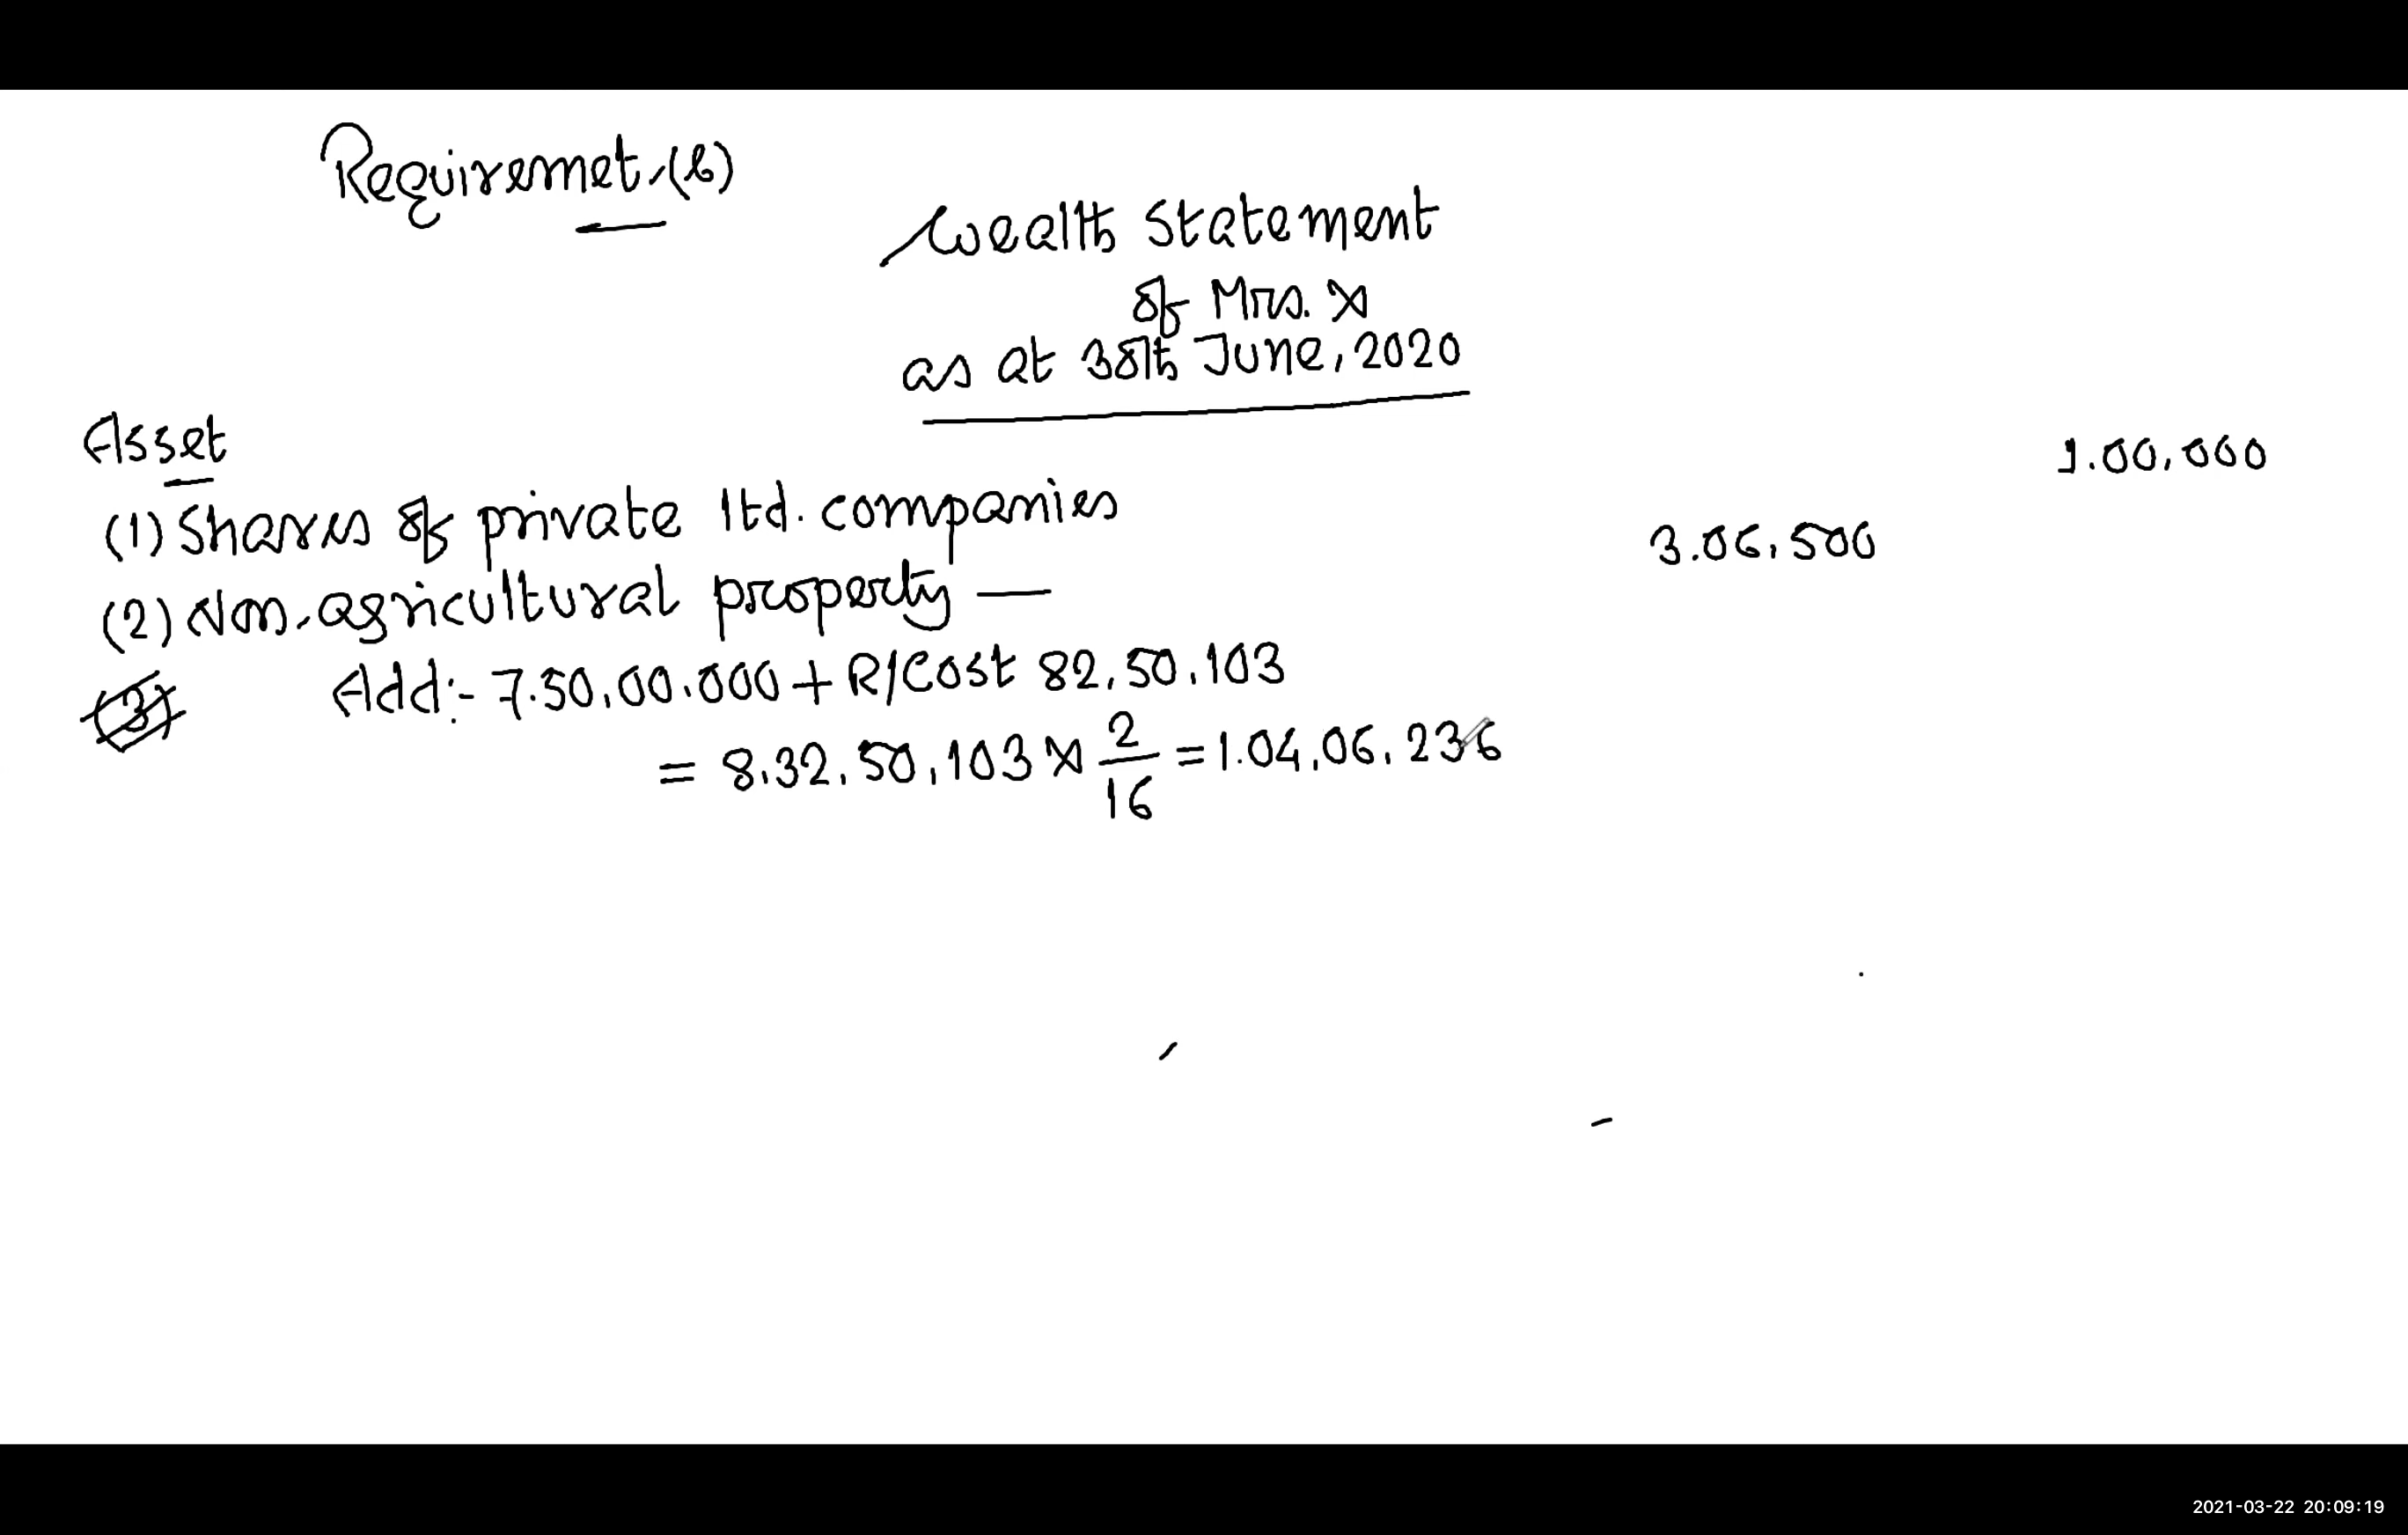 Requiremet-(b)
Wealth Statement
of Mrs. X
as at 30th June, 2020
Asset
(1) Shares of private ltd. companies 1.00,000
(2) Non-agricultural property — 3.06,500
(3) Add:- 7.50,00.000 + R/Cost 82,50,103
= 8,32,50,103 × 2/16 = 1.04,06,236
2021-03-22 20:09:19